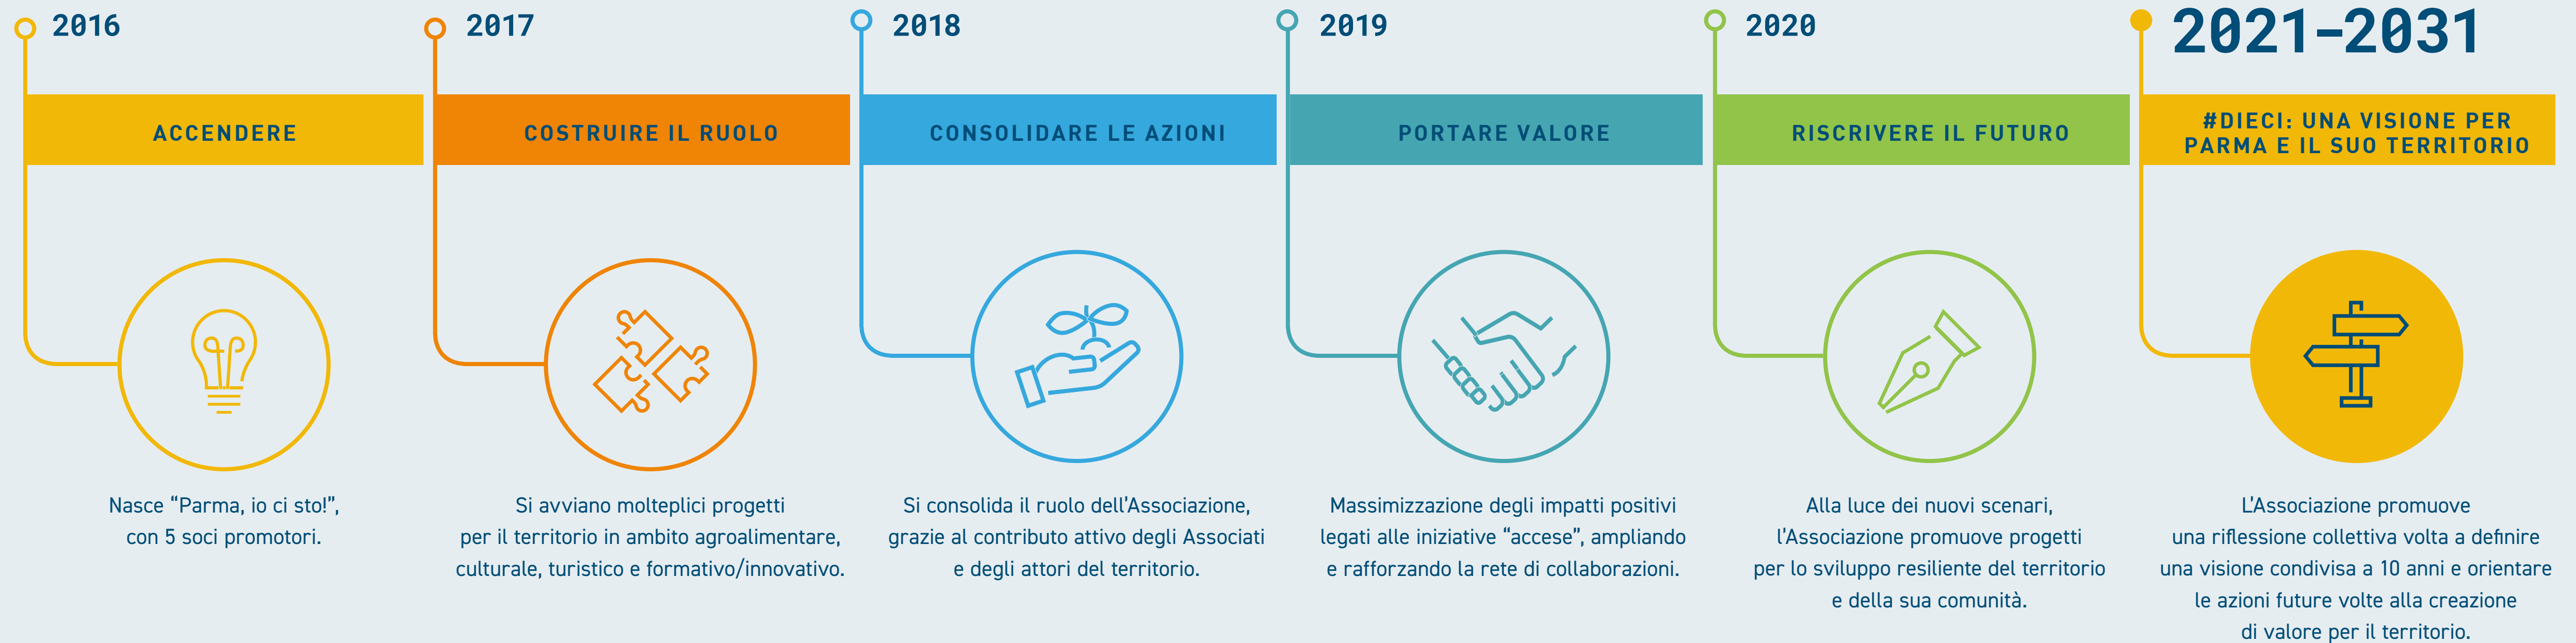 2016
ACCENDERE
Nasce “Parma, io ci sto!”,
con 5 soci promotori.
2017
COSTRUIRE IL RUOLO
Si avviano molteplici progetti
per il territorio in ambito agroalimentare,
culturale, turistico e formativo/innovativo.
2018
CONSOLIDARE LE AZIONI
Si consolida il ruolo dell’Associazione,
grazie al contributo attivo degli Associati
e degli attori del territorio.
2019
PORTARE VALORE
Massimizzazione degli impatti positivi
legati alle iniziative “accese”, ampliando
e rafforzando la rete di collaborazioni.
2020
RISCRIVERE IL FUTURO
Alla luce dei nuovi scenari,
l’Associazione promuove progetti
per lo sviluppo resiliente del territorio
e della sua comunità.
2021-2031
#DIECI: UNA VISIONE PER
PARMA E IL SUO TERRITORIO
L’Associazione promuove
una riflessione collettiva volta a definire
una visione condivisa a 10 anni e orientare
le azioni future volte alla creazione
di valore per il territorio.